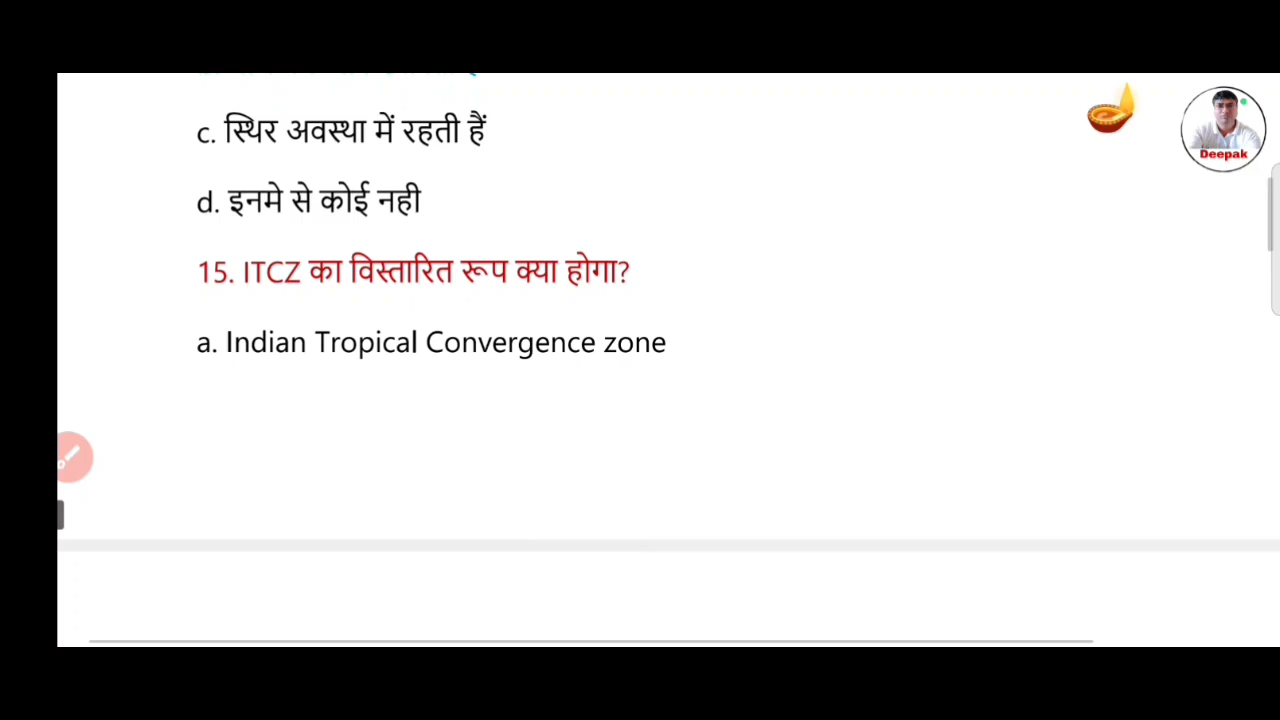 c. स्थिर अवस्था में रहती हैं
d. इनमे से कोई नही
15. ITCZ का विस्तारित रूप क्या होगा?
a. Indian Tropical Convergence zone
Deepak